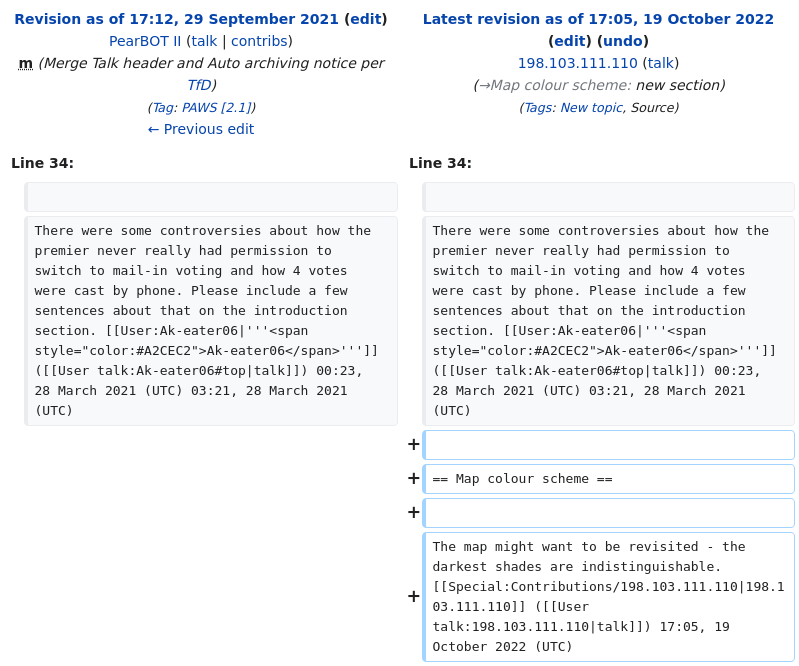 Revision as of 17:12, 29 September 2021 (edit)
PearBOT II (talk | contribs)
m (Merge Talk header and Auto archiving notice per
TfD)
(Tag: PAWS [2.1])
← Previous edit
Latest revision as of 17:05, 19 October 2022
(edit) (undo)
198.103.111.110 (talk)
(→Map colour scheme: new section)
(Tags: New topic, Source)
Line 34:
Line 34:
There were some controversies about how the
premier never really had permission to
switch to mail-in voting and how 4 votes
were cast by phone. Please include a few
sentences about that on the introduction
section. [[User:Ak-eater06|'''<span
style="color:#A2CEC2">Ak-eater06</span>''']]
([[User talk:Ak-eater06#top|talk]]) 00:23,
28 March 2021 (UTC) 03:21, 28 March 2021
(UTC)
There were some controversies about how the
premier never really had permission to
switch to mail-in voting and how 4 votes
were cast by phone. Please include a few
sentences about that on the introduction
section. [[User:Ak-eater06|'''<span
style="color:#A2CEC2">Ak-eater06</span>''']]
([[User talk:Ak-eater06#top|talk]]) 00:23,
28 March 2021 (UTC) 03:21, 28 March 2021
(UTC)
+
+ == Map colour scheme ==
+
+ The map might want to be revisited - the
darkest shades are indistinguishable.
[[Special:Contributions/198.103.111.110|198.1
03.111.110]] ([[User
talk:198.103.111.110|talk]]) 17:05, 19
October 2022 (UTC)